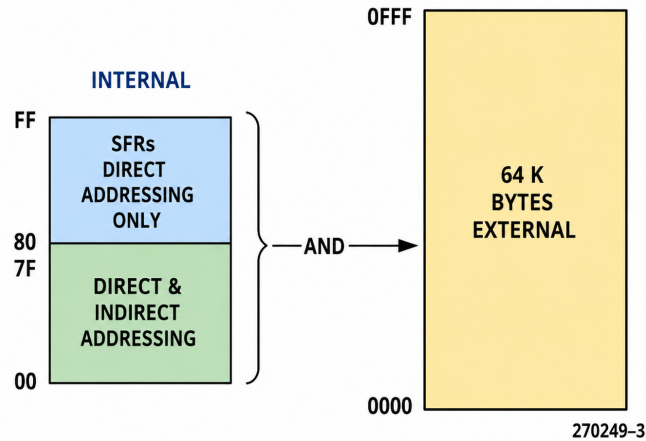 0FFF
INTERNAL
FF
SFRs
DIRECT
ADDRESSING
ONLY
80
7F
DIRECT &
INDIRECT
ADDRESSING
00
AND
64 K
BYTES
EXTERNAL
0000
270249–3